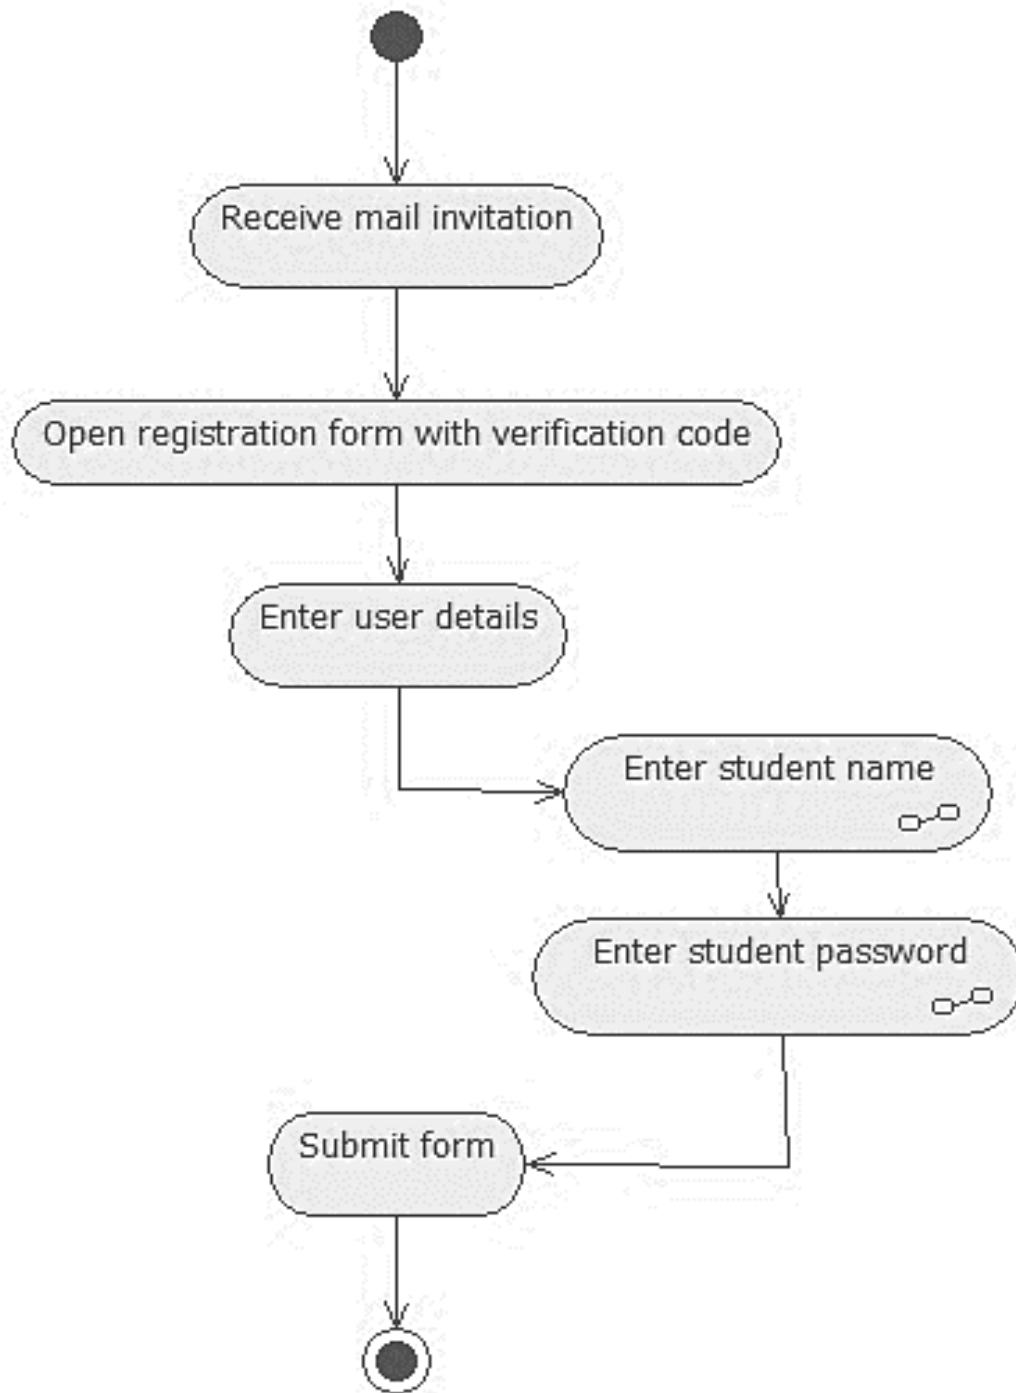 Receive mail invitation
Open registration form with verification code
Enter user details
Enter student name
Enter student password
Submit form